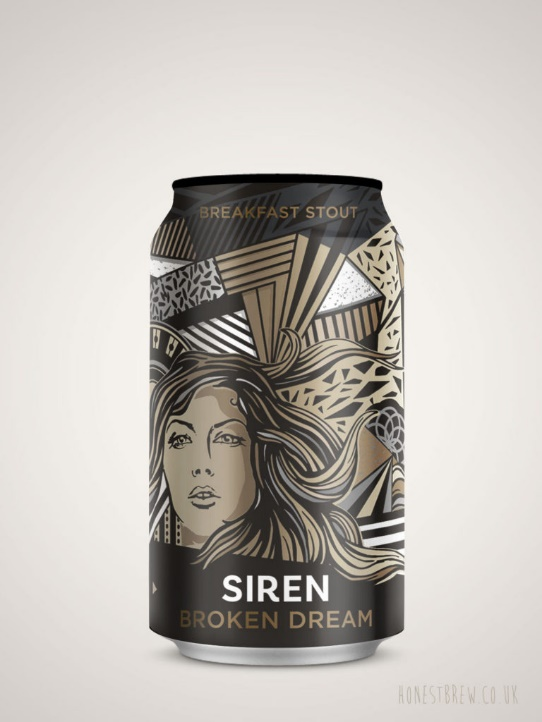 BREAKFAST STOUT
SIREN
BROKEN DREAM
HONESTBREW.CO.UK